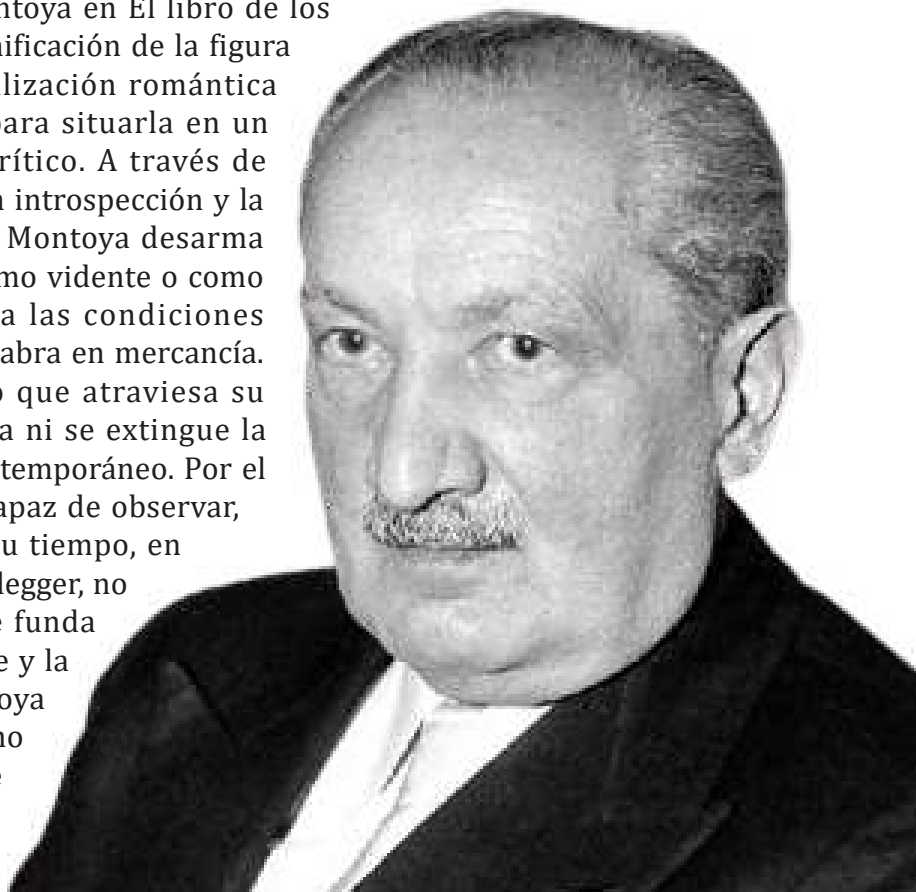 ntoya en El libro de los
nificación de la figura
lización romántica
para situarla en un
rítico. A través de
introspección y la
Montoya desarma
mo vidente o como
a las condiciones
abra en mercancía.
que atraviesa su
a ni se extingue la
temporáneo. Por el
apaz de observar,
u tiempo, en
legger, no
funda
e y la
oya
no
e